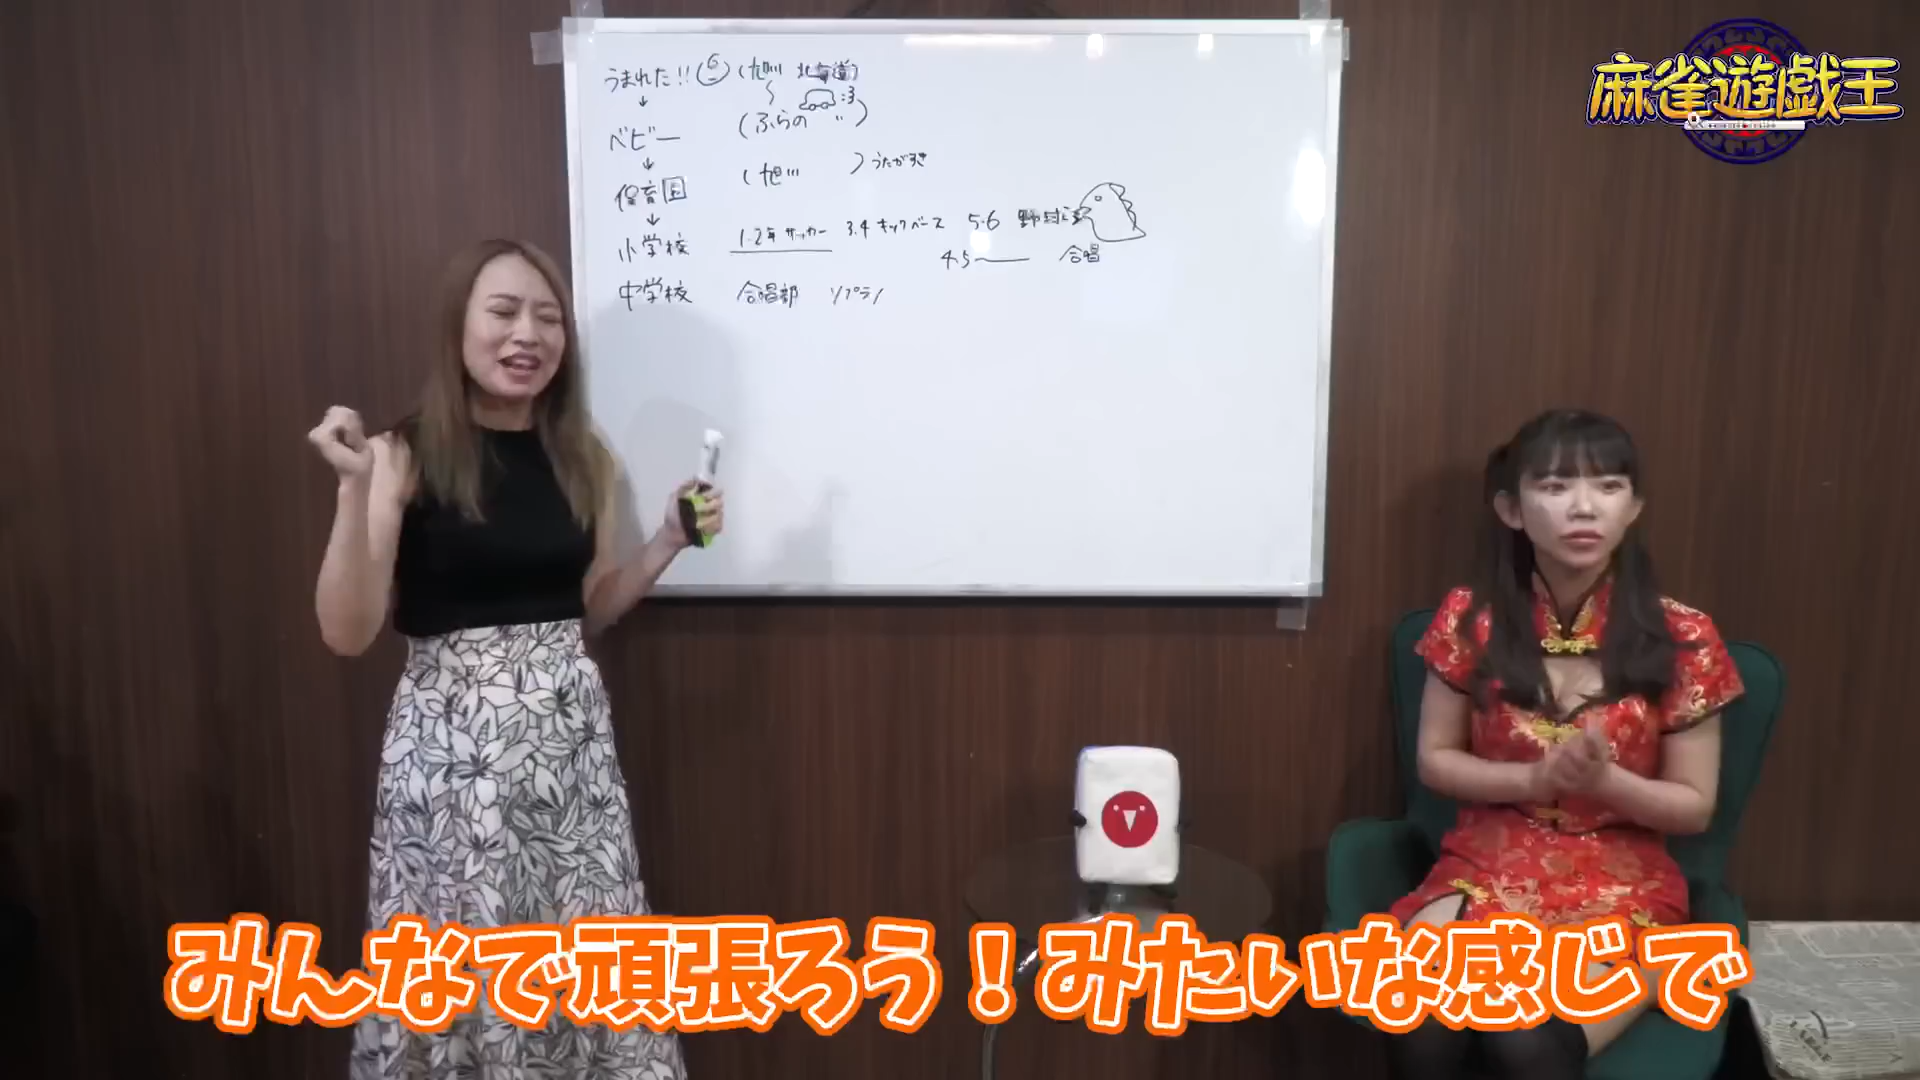 麻雀遊戯王
うまれた!! (旭川 北海道)
ベビー (ふらの 〃 )
保育園 (旭川 ) うたがすき
小学校 1.2年 サッカー 3.4 キックベース 5.6 野球
4.5 合唱
中学校 合唱部 ソプラノ
みんなで頑張ろう！みたいな感じで